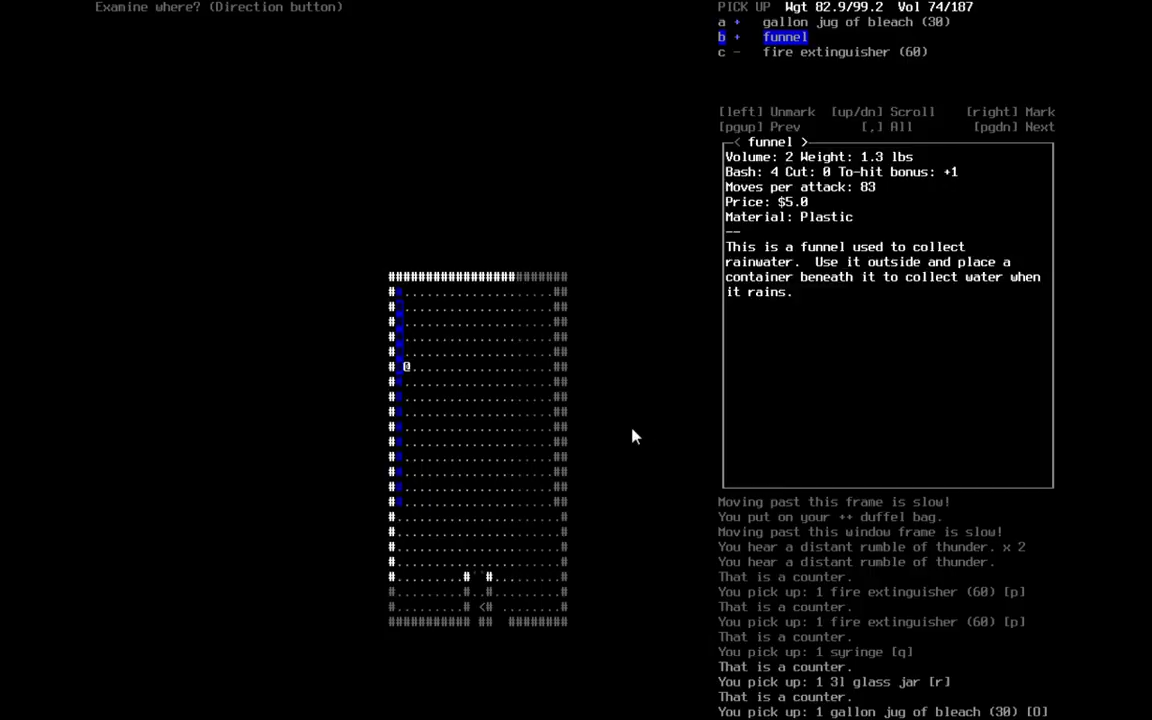 Examine where? (Direction button)
PICK UP Wgt 82.9/99.2 Vol 74/187
a + gallon jug of bleach (30)
b + funnel
c - fire extinguisher (60)
[left] Unmark [up/dn] Scroll [right] Mark
[pgup] Prev [,] All [pgdn] Next
< funnel >
Volume: 2 Weight: 1.3 lbs
Bash: 4 Cut: 0 To-hit bonus: +1
Moves per attack: 83
Price: $5.0
Material: Plastic
--
This is a funnel used to collect
rainwater. Use it outside and place a
container beneath it to collect water when
it rains.
Moving past this frame is slow!
You put on your ++ duffel bag.
Moving past this window frame is slow!
You hear a distant rumble of thunder. x 2
You hear a distant rumble of thunder.
That is a counter.
You pick up: 1 fire extinguisher (60) [p]
That is a counter.
You pick up: 1 fire extinguisher (60) [p]
That is a counter.
You pick up: 1 syringe [q]
That is a counter.
You pick up: 1 3l glass jar [r]
That is a counter.
You pick up: 1 gallon jug of bleach (30) [O]